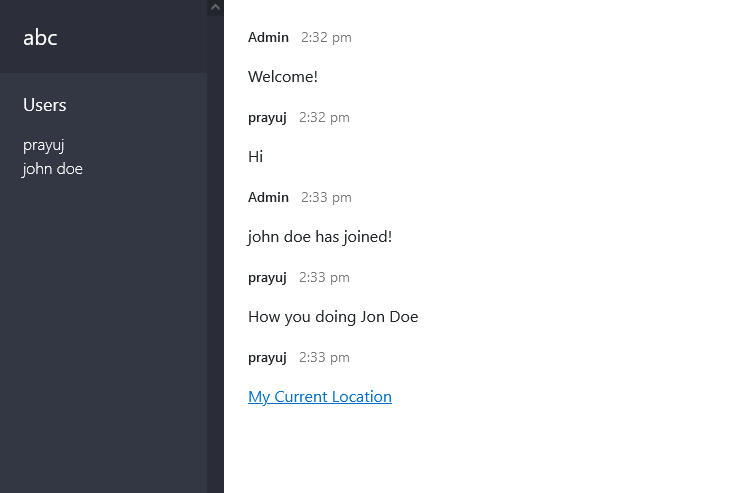 abc
Users
prayuj
john doe
Admin 2:32 pm
Welcome!
prayuj 2:32 pm
Hi
Admin 2:33 pm
john doe has joined!
prayuj 2:33 pm
How you doing Jon Doe
prayuj 2:33 pm
My Current Location